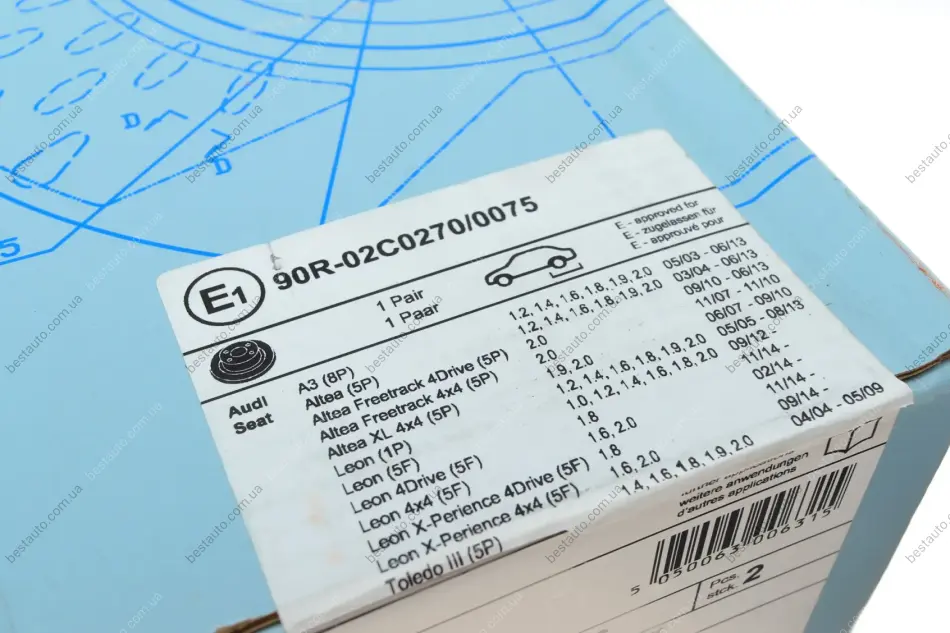 D
D
5
E1 90R-02C0270/0075
E - approved for
E - zugelassen für
E - approuvé pour
1 Pair
1 Paar
Audi A3 (8P) 1.2, 1.4, 1.6, 1.8, 1.9, 2.0 05/03 - 06/13
Seat Altea (5P) 1.2, 1.4, 1.6, 1.8, 1.9, 2.0 03/04 - 06/13
Altea Freetrack 4Drive (5P) 2.0 09/10 - 06/13
Altea Freetrack 4x4 (5P) 2.0 11/07 - 11/10
Altea XL 4x4 (5P) 1.9, 2.0 06/07 - 09/10
Leon (1P) 1.2, 1.4, 1.6, 1.8, 1.9, 2.0 05/05 - 08/13
Leon (5F) 1.0, 1.2, 1.4, 1.6, 1.8, 2.0 09/12 -
Leon 4Drive (5F) 1.8 11/14 -
Leon 4x4 (5F) 1.6, 2.0 02/14 -
Leon X-Perience 4Drive (5F) 1.8 11/14 -
Leon X-Perience 4x4 (5F) 1.6, 2.0 09/14 -
Toledo III (5P) 1.4, 1.6, 1.8, 1.9, 2.0 04/04 - 05/09
further applications
weitere anwendungen
d'autres applications
5 050063 006315
Pcs.
stck. 2
bestauto.com.ua